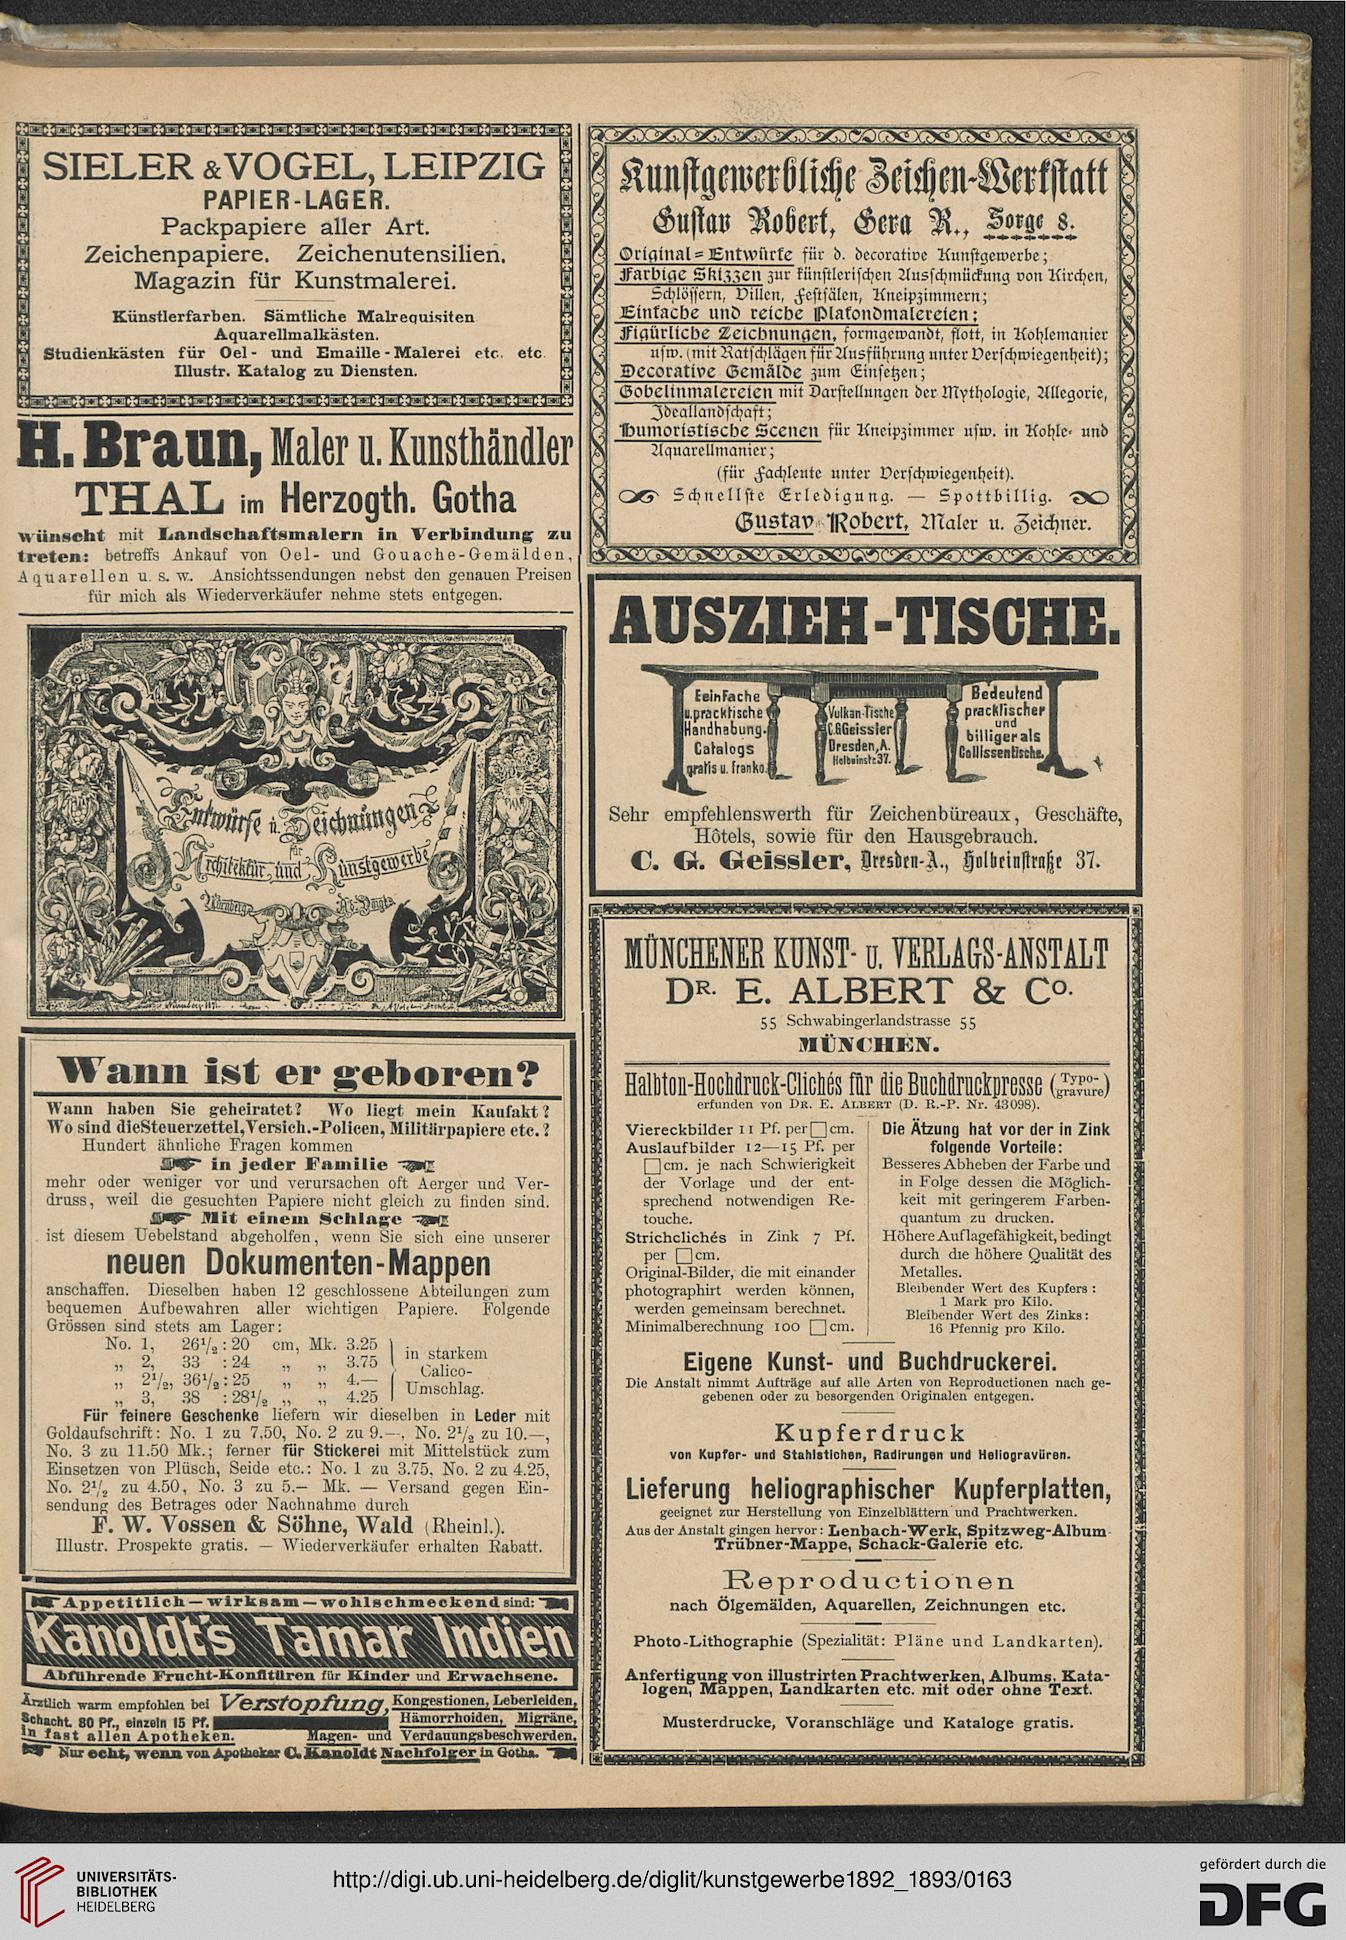 SIELER & VOGEL, LEIPZIG
PAPIER-LAGER.
Packpapiere aller Art.
Zeichenpapiere. Zeichenutensilien.
Magazin für Kunstmalerei.
Künstlerfarben. Sämtliche Malrequisiten
Aquarellmalkästen.
Studienkästen für Oel- und Emaille-Malerei etc. etc
Illustr. Katalog zu Diensten.
H. Braun, Maler u. Kunsthändler
THAL im Herzogth. Gotha
wünscht mit Landschaftsmalern in Verbindung zu
treten: betreffs Ankauf von Oel- und Gouache-Gemälden,
Aquarellen u. s. w. Ansichtssendungen nebst den genauen Preisen
für mich als Wiederverkäufer nehme stets entgegen.
Entwürfe u. Zeichnungen
für
Architektur und Kunstgewerbe
Nürnberg
Wann ist er geboren?
Wann haben Sie geheiratet? Wo liegt mein Kaufakt?
Wo sind die Steuerzettel, Versich.-Policen, Militärpapiere etc.?
Hundert ähnliche Fragen kommen
in jeder Familie
mehr oder weniger vor und verursachen oft Aerger und Ver-
druss, weil die gesuchten Papiere nicht gleich zu finden sind.
Mit einem Schlage
ist diesem Uebelstand abgeholfen, wenn Sie sich eine unserer
neuen Dokumenten-Mappen
anschaffen. Dieselben haben 12 geschlossene Abteilungen zum
bequemen Aufbewahren aller wichtigen Papiere. Folgende
Grössen sind stets am Lager:
No. 1, 26½ : 20 cm, Mk. 3.25
„ 2, 33 : 24 „ „ 3.75
„ 2½, 36½ : 25 „ „ 4.—
„ 3, 38 : 28½ „ „ 4.25
in starkem
Calico-
Umschlag.
Für feinere Geschenke liefern wir dieselben in Leder mit
Goldaufschrift: No. 1 zu 7.50, No. 2 zu 9.—, No. 2½ zu 10.—,
No. 3 zu 11.50 Mk.; ferner für Stickerei mit Mittelstück zum
Einsetzen von Plüsch, Seide etc.: No. 1 zu 3.75, No. 2 zu 4.25,
No. 2½ zu 4.50, No. 3 zu 5.— Mk. — Versand gegen Ein-
sendung des Betrages oder Nachnahme durch
F. W. Vossen & Söhne, Wald (Rheinl.).
Illustr. Prospekte gratis. — Wiederverkäufer erhalten Rabatt.
Appetitlich — wirksam — wohlschmeckend sind:
Kanoldt's Tamar Indien
Abführende Frucht-Konfitüren für Kinder und Erwachsene.
Ärztlich warm empfohlen bei Verstopfung, Kongestionen, Leberleiden,
Schacht. 80 Pf., einzeln 15 Pf. Hämorrhoiden, Migräne,
in fast allen Apotheken. Magen- und Verdauungsbeschwerden.
Nur echt, wenn von Apotheker C. Kanoldt Nachfolger in Gotha.
Kunstgewerbliche Zeichen-Werkstatt
Gustav Robert, Gera R., Sorge 8.
Original-Entwürfe für d. decorative Kunstgewerbe;
Farbige Skizzen zur künstlerischen Ausschmückung von Kirchen,
Schlössern, Villen, Festsälen, Kneipzimmern;
Einfache und reiche Plafondmalereien;
Figürliche Zeichnungen, formgewandt, flott, in Kohlemanier
usw. (mit Ratschlägen für Ausführung unter Verschwiegenheit);
Decorative Gemälde zum Einsetzen;
Gobelinmalereien mit Darstellungen der Mythologie, Allegorie,
Ideallandschaft;
Humoristische Scenen für Kneipzimmer usw. in Kohle- und
Aquarellmanier;
(für Fachleute unter Verschwiegenheit).
Schnellste Erledigung. — Spottbillig.
Gustav Robert, Maler u. Zeichner.
AUSZIEH-TISCHE.
Eeinfache
u. pracktische
Handhabung.
Catalogs
gratis u. franko.
Vulkan-Tische
C.G Geissler
Dresden, A.
Holbeinstr. 37.
Bedeutend
pracktischer
und
billiger als
Collissentische.
Sehr empfehlenswerth für Zeichenbüreaux, Geschäfte,
Hôtels, sowie für den Hausgebrauch.
C. G. Geissler, Dresden-A., Holbeinstraße 37.
MÜNCHENER KUNST- u. VERLAGS-ANSTALT
DR. E. ALBERT & Co.
55 Schwabingerlandstrasse 55
MÜNCHEN.
Halbton-Hochdruck-Clichés für die Buchdruckpresse (Typo-gravure)
erfunden von DR. E. ALBERT (D. R.-P. Nr. 43098).
Viereckbilder 11 Pf. per □ cm.
Auslaufbilder 12—15 Pf. per
□ cm. je nach Schwierigkeit
der Vorlage und der ent-
sprechend notwendigen Re-
touche.
Strichclichés in Zink 7 Pf.
per □ cm.
Original-Bilder, die mit einander
photographirt werden können,
werden gemeinsam berechnet.
Minimalberechnung 100 □ cm.
Die Ätzung hat vor der in Zink
folgende Vorteile:
Besseres Abheben der Farbe und
in Folge dessen die Möglich-
keit mit geringerem Farben-
quantum zu drucken.
Höhere Auflagefähigkeit, bedingt
durch die höhere Qualität des
Metalles.
Bleibender Wert des Kupfers:
1 Mark pro Kilo.
Bleibender Wert des Zinks:
16 Pfennig pro Kilo.
Eigene Kunst- und Buchdruckerei.
Die Anstalt nimmt Aufträge auf alle Arten von Reproductionen nach ge-
gebenen oder zu besorgenden Originalen entgegen.
Kupferdruck
von Kupfer- und Stahlstichen, Radirungen und Heliogravüren.
Lieferung heliographischer Kupferplatten,
geeignet zur Herstellung von Einzelblättern und Prachtwerken.
Aus der Anstalt gingen hervor: Lenbach-Werk, Spitzweg-Album
Trübner-Mappe, Schack-Galerie etc.
Reproductionen
nach Ölgemälden, Aquarellen, Zeichnungen etc.
Photo-Lithographie (Spezialität: Pläne und Landkarten).
Anfertigung von illustrirten Prachtwerken, Albums, Kata-
logen, Mappen, Landkarten etc. mit oder ohne Text.
Musterdrucke, Voranschläge und Kataloge gratis.
UNIVERSITÄTS-
BIBLIOTHEK
HEIDELBERG
http://digi.ub.uni-heidelberg.de/diglit/kunstgewerbe1892_1893/0163
gefördert durch die
DFG